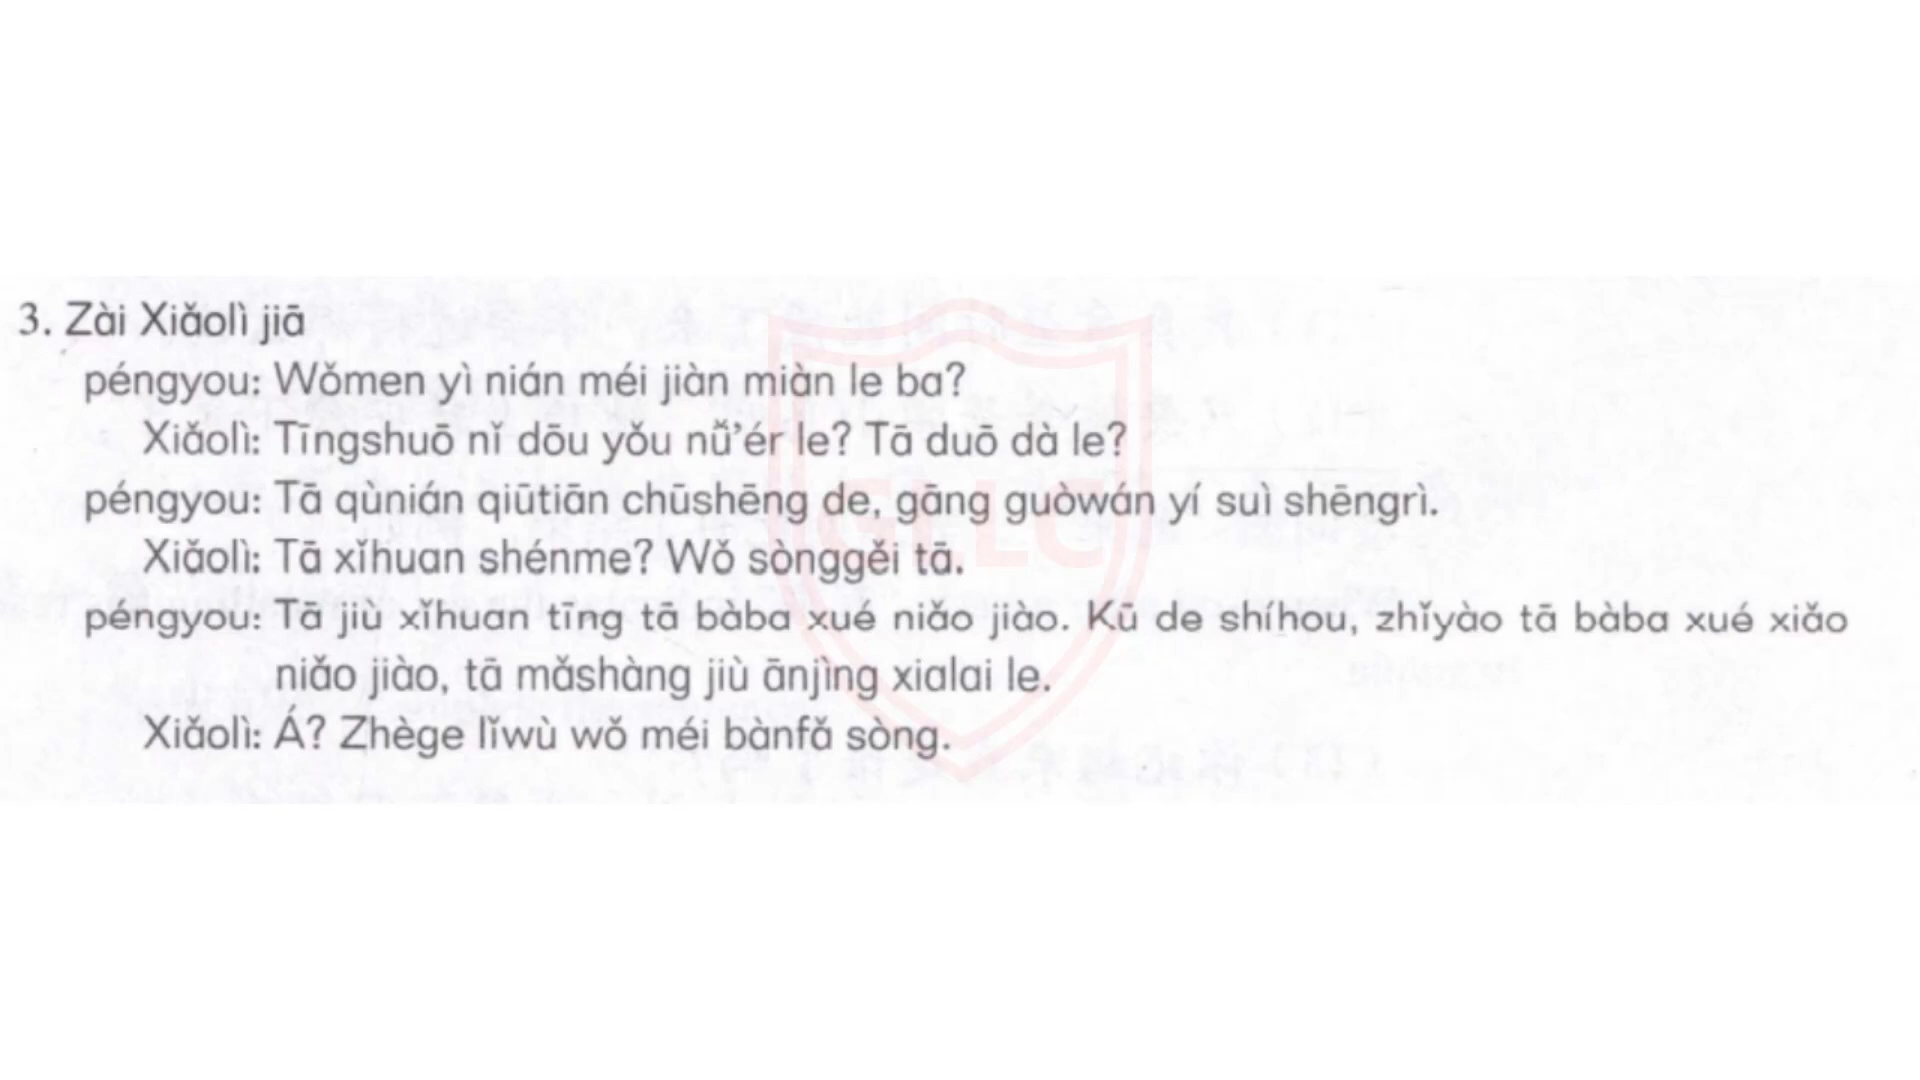 3. Zài Xiǎolì jiā
péngyou: Wǒmen yì nián méi jiàn miàn le ba?
Xiǎolì: Tīngshuō nǐ dōu yǒu nǚ’ér le? Tā duō dà le?
péngyou: Tā qùnián qiūtiān chūshēng de, gāng guòwán yí suì shēngrì.
GLLC
Xiǎolì: Tā xǐhuan shénme? Wǒ sònggěi tā.
péngyou: Tā jiù xǐhuan tīng tā bàba xué niǎo jiào. Kū de shíhou, zhǐyào tā bàba xué xiǎo
niǎo jiào, tā mǎshàng jiù ānjìng xialai le.
Xiǎolì: Á? Zhège lǐwù wǒ méi bànfǎ sòng.